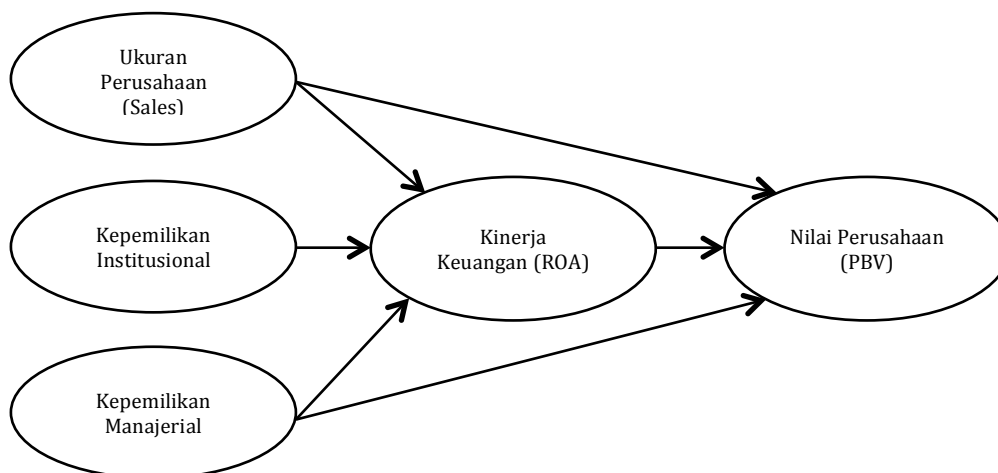 Ukuran
Perusahaan
(Sales)
Kepemilikan
Institusional
Kinerja
Keuangan (ROA)
Nilai Perusahaan
(PBV)
Kepemilikan
Manajerial